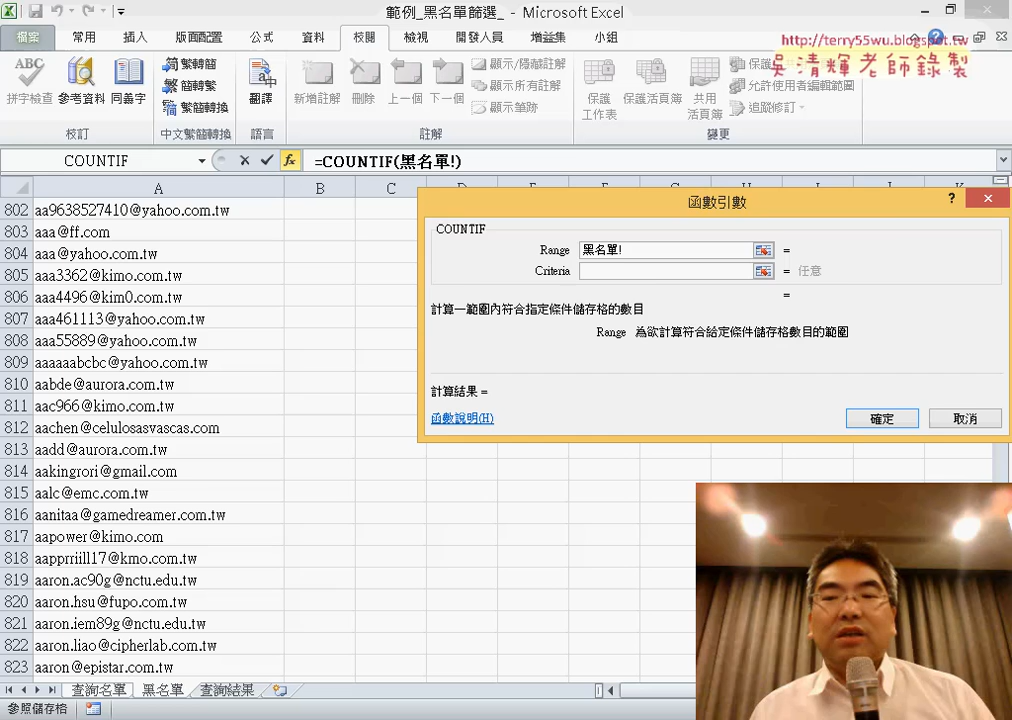 範例_黑名單篩選_ - Microsoft Excel
檔案 常用 插入 版面配置 公式 資料 校閱 檢視 開發人員 增益集 小組
http://terry55wu.blogspot.tw
吳清輝老師錄製
ABC
拼字檢查 參考資料 同義字
繁轉簡
簡轉繁
中文繁簡轉換
翻譯
新增註解 刪除 上一個 下一個
顯示/隱藏註解
顯示所有註解
顯示筆跡
保護工作表 保護活頁簿 共用活頁簿
允許使用者編輯範圍
追蹤修訂
校訂 中文繁簡轉換 語言 註解 變更
COUNTIF fx =COUNTIF(黑名單!)
A B C
802 aa9638527410@yahoo.com.tw
803 aaa@ff.com
804 aaa@yahoo.com.tw
805 aaa3362@kimo.com.tw
806 aaa4496@kim0.com.tw
807 aaa461113@yahoo.com.tw
808 aaa55889@yahoo.com.tw
809 aaaaaabcbc@yahoo.com.tw
810 aabde@aurora.com.tw
811 aac966@kimo.com.tw
812 aachen@celulosasvascas.com
813 aadd@aurora.com.tw
814 aakingrori@gmail.com
815 aalc@emc.com.tw
816 aanitaa@gamedreamer.com.tw
817 aapower@kimo.com
818 aapprriill17@kmo.com.tw
819 aaron.ac90g@nctu.edu.tw
820 aaron.hsu@fupo.com.tw
821 aaron.iem89g@nctu.edu.tw
822 aaron.liao@cipherlab.com.tw
823 aaron@epistar.com.tw
函數引數
COUNTIF
Range 黑名單! =
Criteria = 任意
=
計算一範圍內符合指定條件儲存格的數目
Range 為欲計算符合給定條件儲存格數目的範圍
計算結果 =
函數說明(H)
確定 取消
查詢名單 黑名單 查詢結果
參照儲存格